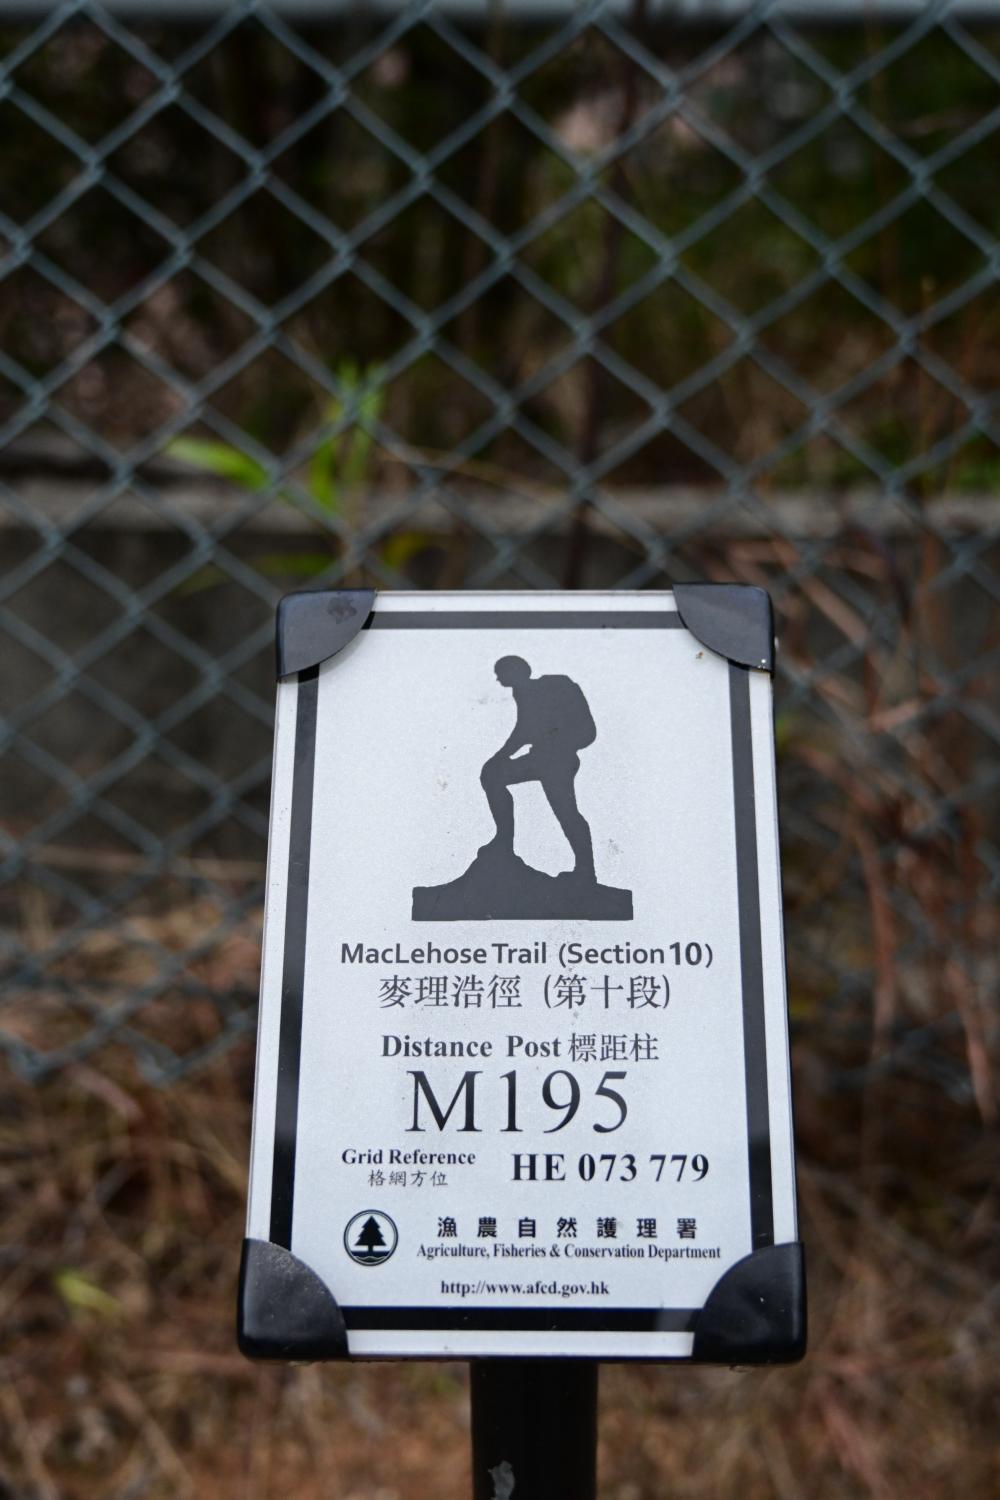 MacLehose Trail (Section 10)
麥理浩徑 (第十段)
Distance Post 標距柱
M195
Grid Reference HE 073 779
格網方位
漁農自然護理署
Agriculture, Fisheries & Conservation Department
http://www.afcd.gov.hk